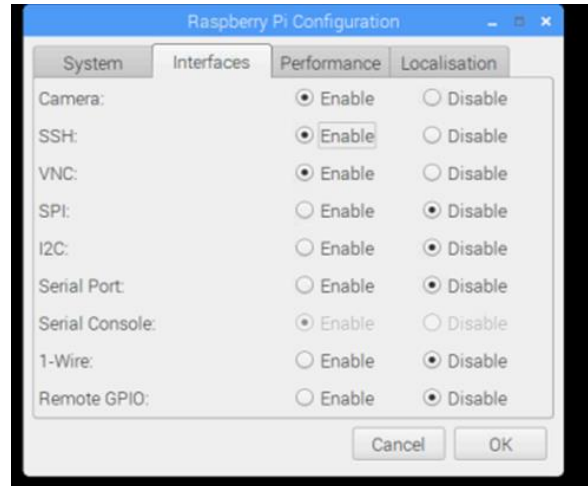 Raspberry Pi Configuration
System Interfaces Performance Localisation
Camera: Enable Disable
SSH: Enable Disable
VNC: Enable Disable
SPI: Enable Disable
I2C: Enable Disable
Serial Port: Enable Disable
Serial Console: Enable Disable
1-Wire: Enable Disable
Remote GPIO: Enable Disable
Cancel OK